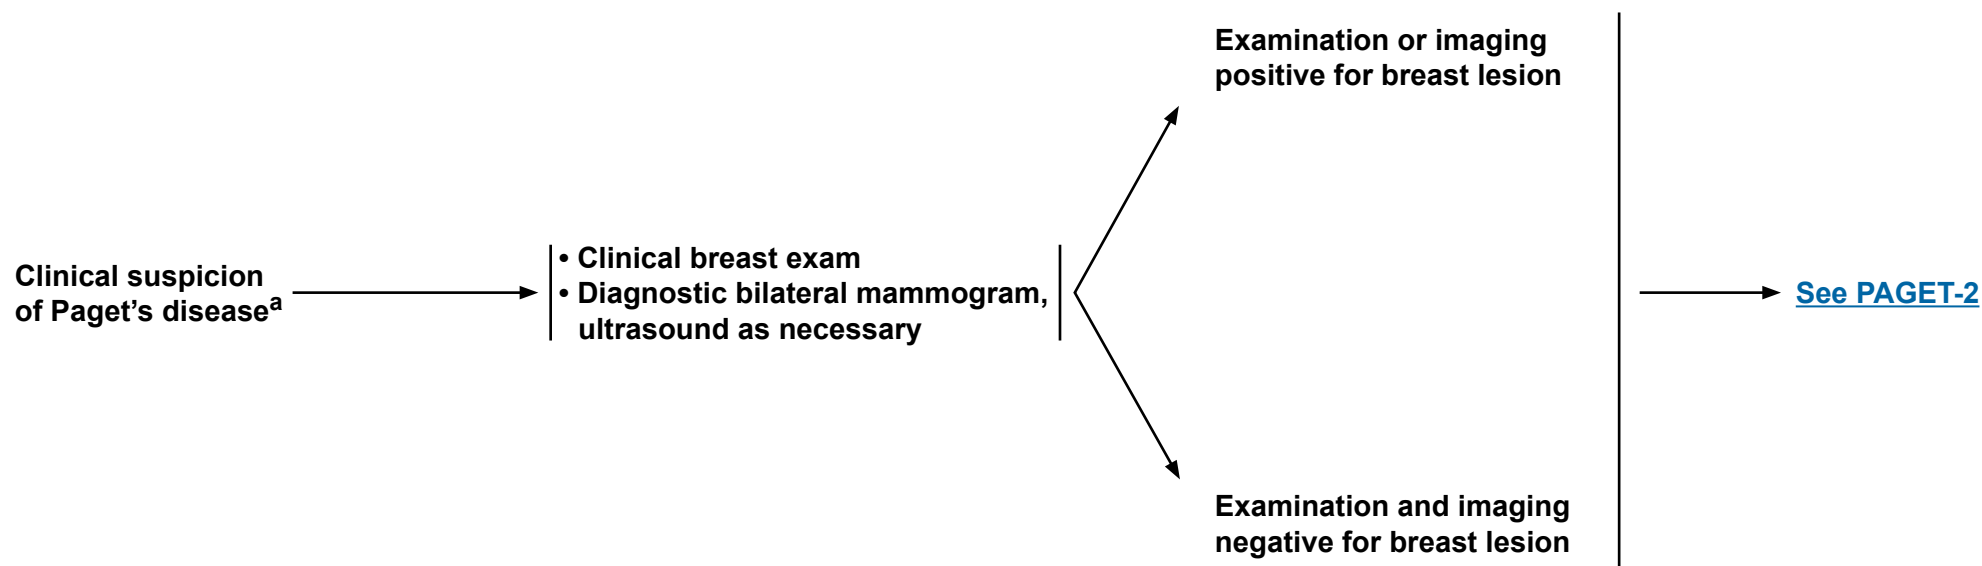 Examination or imaging
positive for breast lesion
Clinical suspicion
of Paget’s disease^a
• Clinical breast exam
• Diagnostic bilateral mammogram,
ultrasound as necessary
See PAGET-2
Examination and imaging
negative for breast lesion